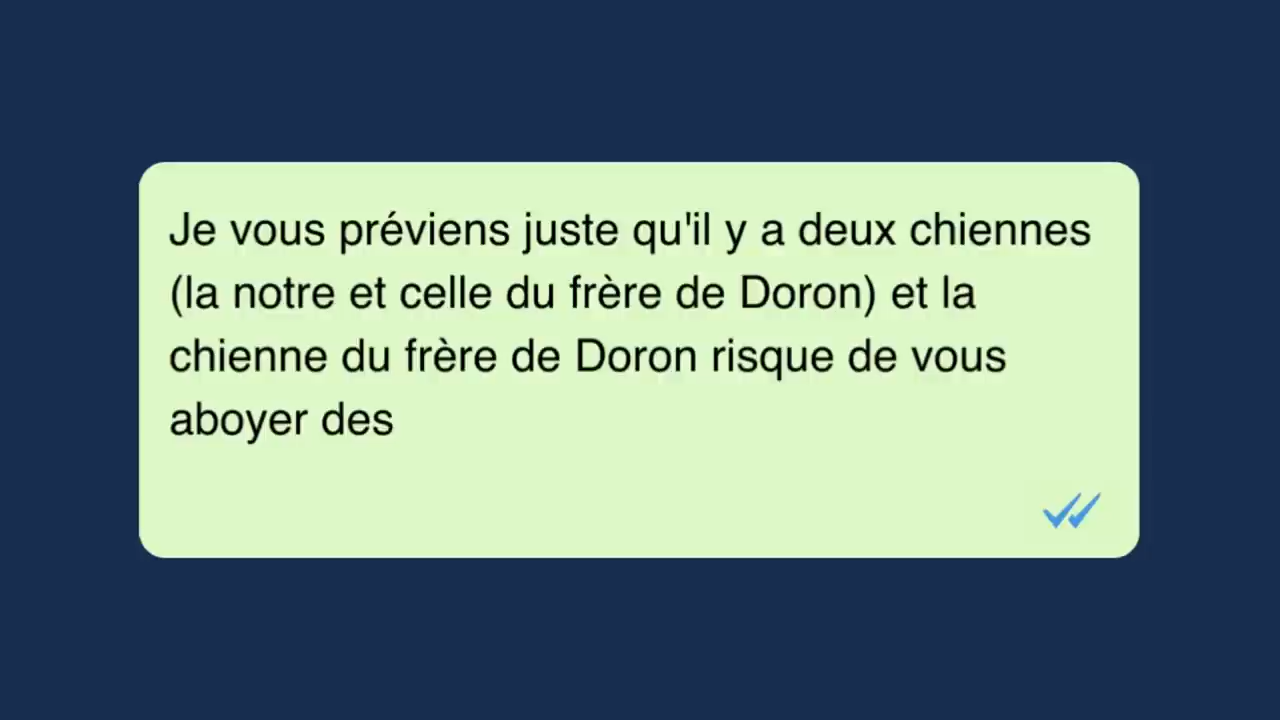 Je vous préviens juste qu'il y a deux chiennes
(la notre et celle du frère de Doron) et la
chienne du frère de Doron risque de vous
aboyer des